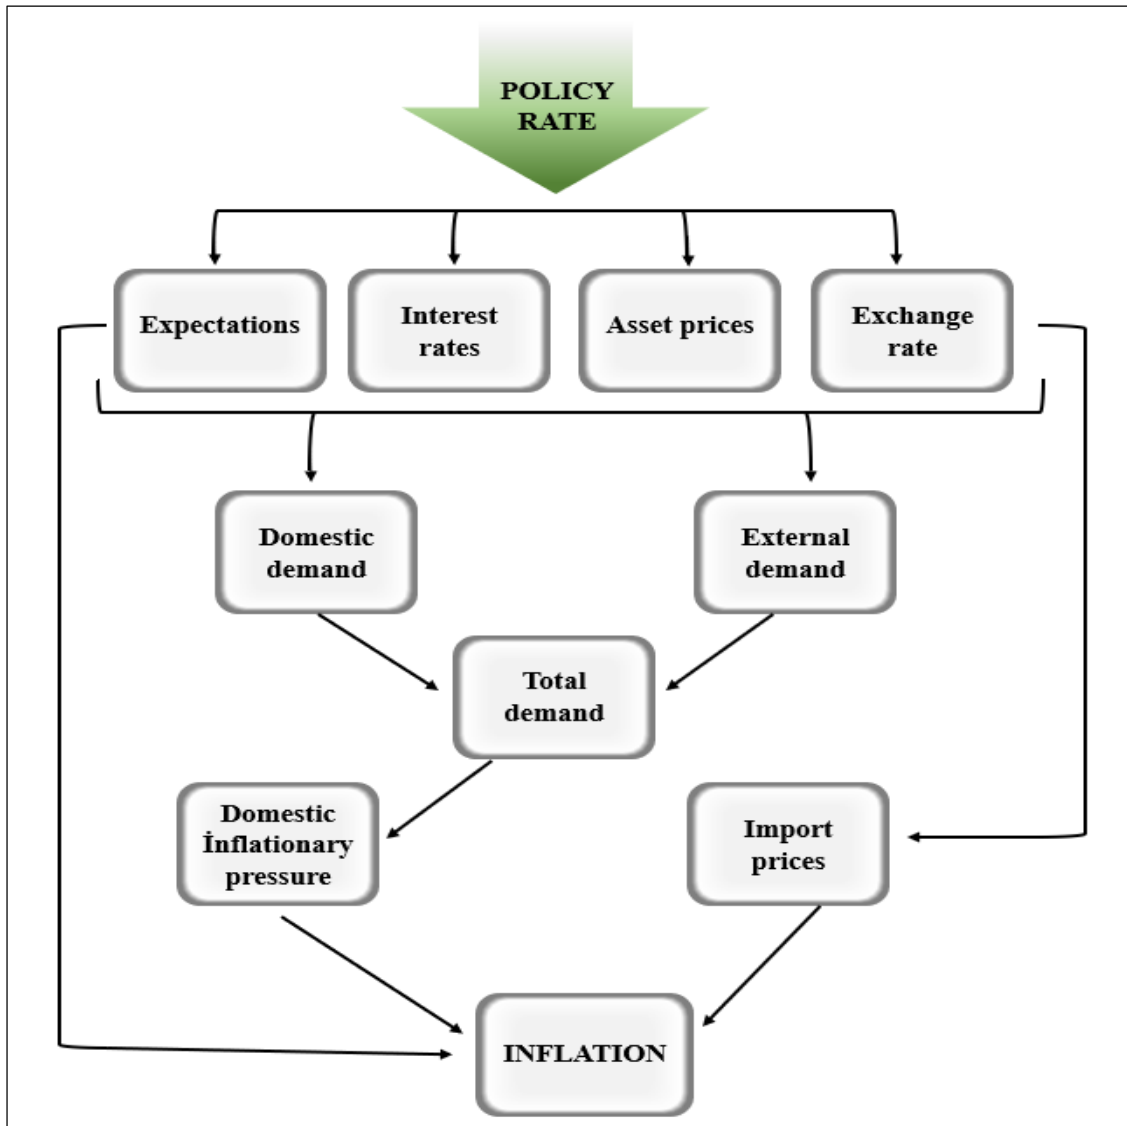 POLICY
RATE
Expectations
Interest
rates
Asset prices
Exchange
rate
Domestic
demand
External
demand
Total
demand
Domestic
İnflationary
pressure
Import
prices
INFLATION